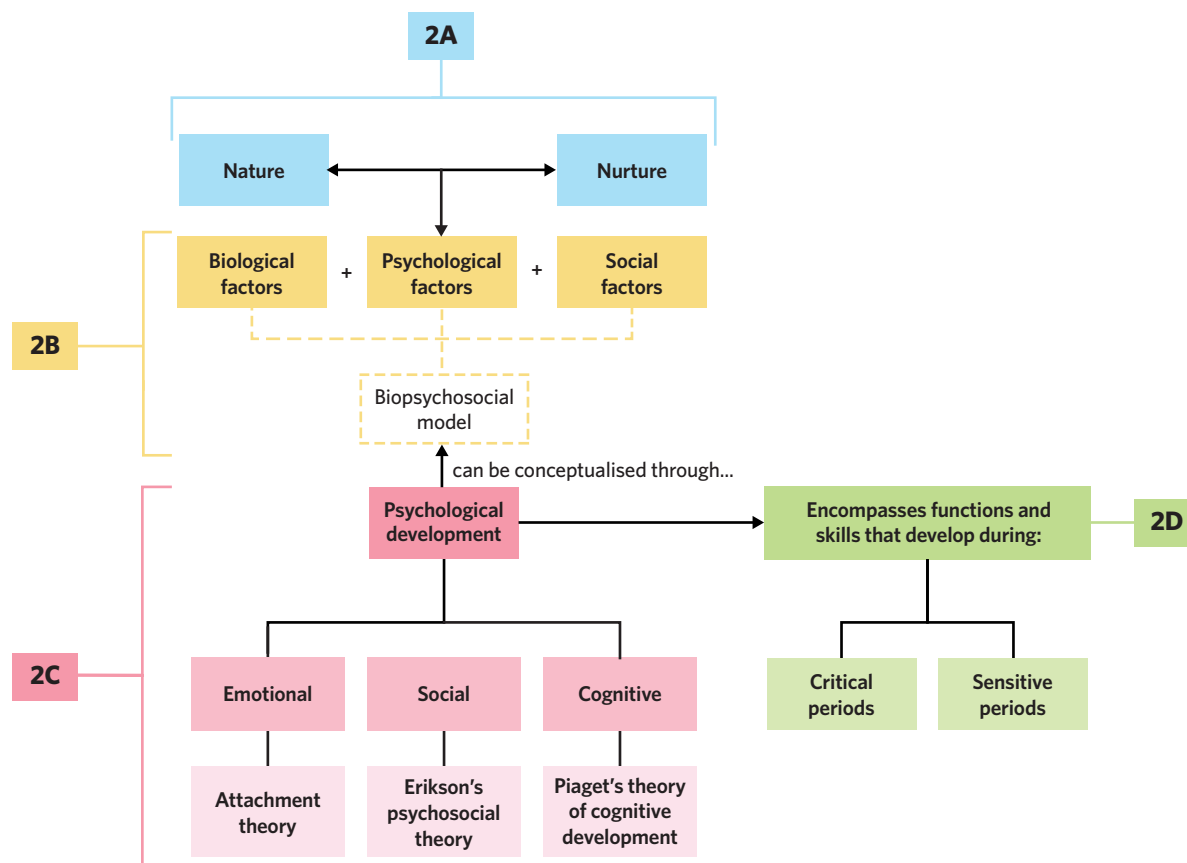 2A
Nature
Nurture
Biological
factors
+
Psychological
factors
+
Social
factors
2B
Biopsychosocial
model
can be conceptualised through...
Psychological
development
Encompasses functions and
skills that develop during:
2D
2C
Emotional
Social
Cognitive
Critical
periods
Sensitive
periods
Attachment
theory
Erikson's
psychosocial
theory
Piaget's theory
of cognitive
development